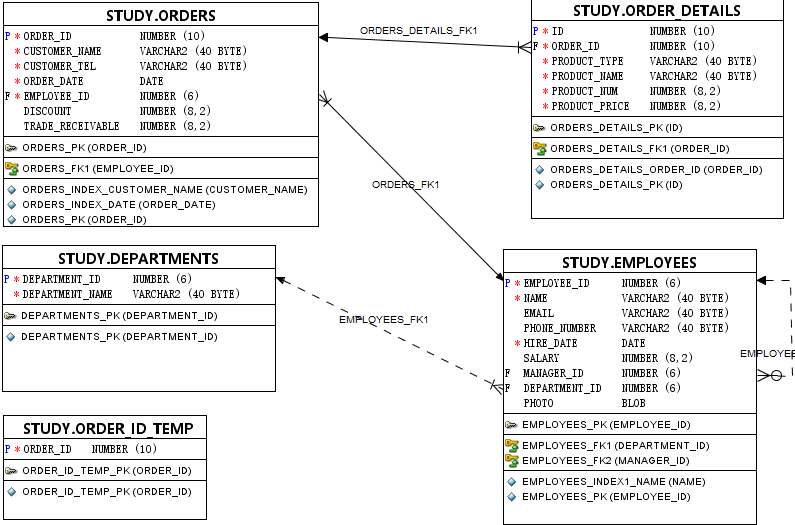 STUDY.ORDERS
P * ORDER_ID NUMBER (10)
* CUSTOMER_NAME VARCHAR2 (40 BYTE)
* CUSTOMER_TEL VARCHAR2 (40 BYTE)
* ORDER_DATE DATE
F * EMPLOYEE_ID NUMBER (6)
DISCOUNT NUMBER (8,2)
TRADE_RECEIVABLE NUMBER (8,2)
ORDERS_PK (ORDER_ID)
ORDERS_FK1 (EMPLOYEE_ID)
ORDERS_INDEX_CUSTOMER_NAME (CUSTOMER_NAME)
ORDERS_INDEX_DATE (ORDER_DATE)
ORDERS_PK (ORDER_ID)
ORDERS_DETAILS_FK1
STUDY.ORDER_DETAILS
P * ID NUMBER (10)
F * ORDER_ID NUMBER (10)
* PRODUCT_TYPE VARCHAR2 (40 BYTE)
* PRODUCT_NAME VARCHAR2 (40 BYTE)
* PRODUCT_NUM NUMBER (8,2)
* PRODUCT_PRICE NUMBER (8,2)
ORDERS_DETAILS_PK (ID)
ORDERS_DETAILS_FK1 (ORDER_ID)
ORDERS_DETAILS_ORDER_ID (ORDER_ID)
ORDERS_DETAILS_PK (ID)
ORDERS_FK1
STUDY.DEPARTMENTS
P * DEPARTMENT_ID NUMBER (6)
* DEPARTMENT_NAME VARCHAR2 (40 BYTE)
DEPARTMENTS_PK (DEPARTMENT_ID)
DEPARTMENTS_PK (DEPARTMENT_ID)
EMPLOYEES_FK1
STUDY.EMPLOYEES
P * EMPLOYEE_ID NUMBER (6)
* NAME VARCHAR2 (40 BYTE)
EMAIL VARCHAR2 (40 BYTE)
PHONE_NUMBER VARCHAR2 (40 BYTE)
* HIRE_DATE DATE
SALARY NUMBER (8,2)
F MANAGER_ID NUMBER (6)
F DEPARTMENT_ID NUMBER (6)
PHOTO BLOB
EMPLOYEES_PK (EMPLOYEE_ID)
EMPLOYEES_FK1 (DEPARTMENT_ID)
EMPLOYEES_FK2 (MANAGER_ID)
EMPLOYEES_INDEX1_NAME (NAME)
EMPLOYEES_PK (EMPLOYEE_ID)
STUDY.ORDER_ID_TEMP
P * ORDER_ID NUMBER (10)
ORDER_ID_TEMP_PK (ORDER_ID)
ORDER_ID_TEMP_PK (ORDER_ID)